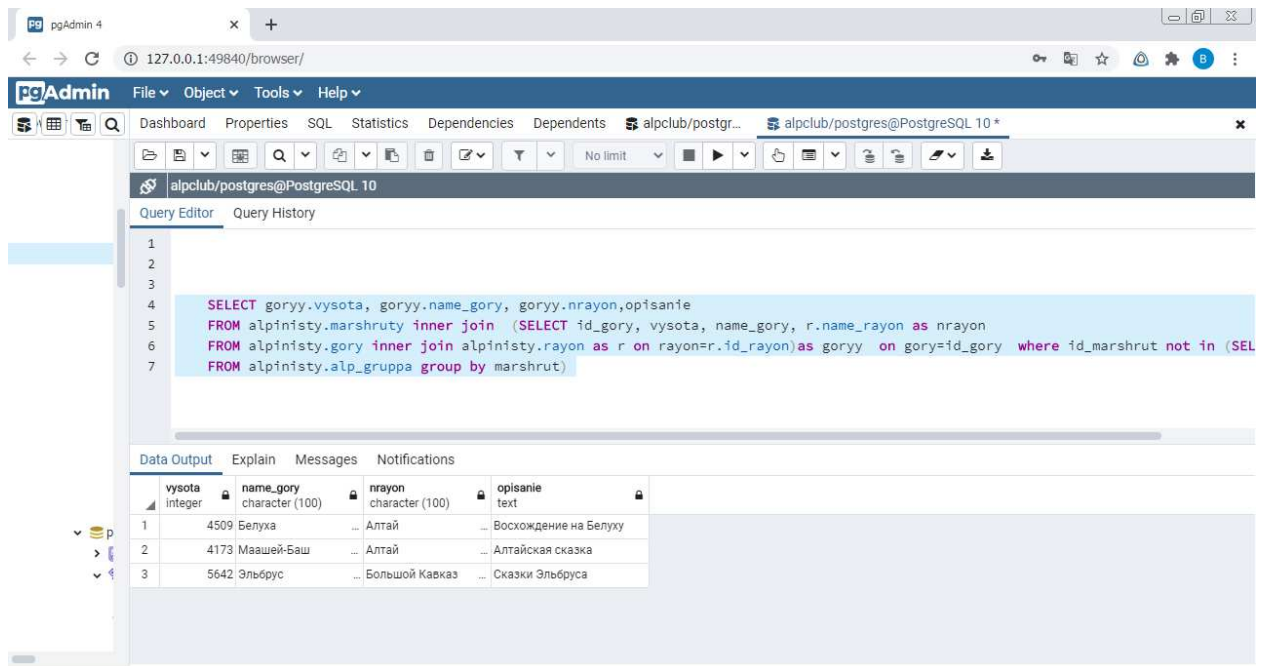 pgAdmin 4
127.0.0.1:49840/browser/
B
pgAdmin File Object Tools Help
Dashboard Properties SQL Statistics Dependencies Dependents alpclub/postgr... alpclub/postgres@PostgreSQL 10 *
No limit
alpclub/postgres@PostgreSQL 10
Query Editor Query History
1
2
3
4 SELECT goryy.vysota, goryy.name_gory, goryy.nrayon,opisanie
5 FROM alpinisty.marshruty inner join (SELECT id_gory, vysota, name_gory, r.name_rayon as nrayon
6 FROM alpinisty.gory inner join alpinisty.rayon as r on rayon=r.id_rayon)as goryy on gory=id_gory where id_marshrut not in (SEL
7 FROM alpinisty.alp_gruppa group by marshrut)
Data Output Explain Messages Notifications
vysota name_gory nrayon opisanie
integer character (100) character (100) text
1 4509 Белуха ... Алтай ... Восхождение на Белуху
2 4173 Маашей-Баш ... Алтай ... Алтайская сказка
3 5642 Эльбрус ... Большой Кавказ ... Сказки Эльбруса
p